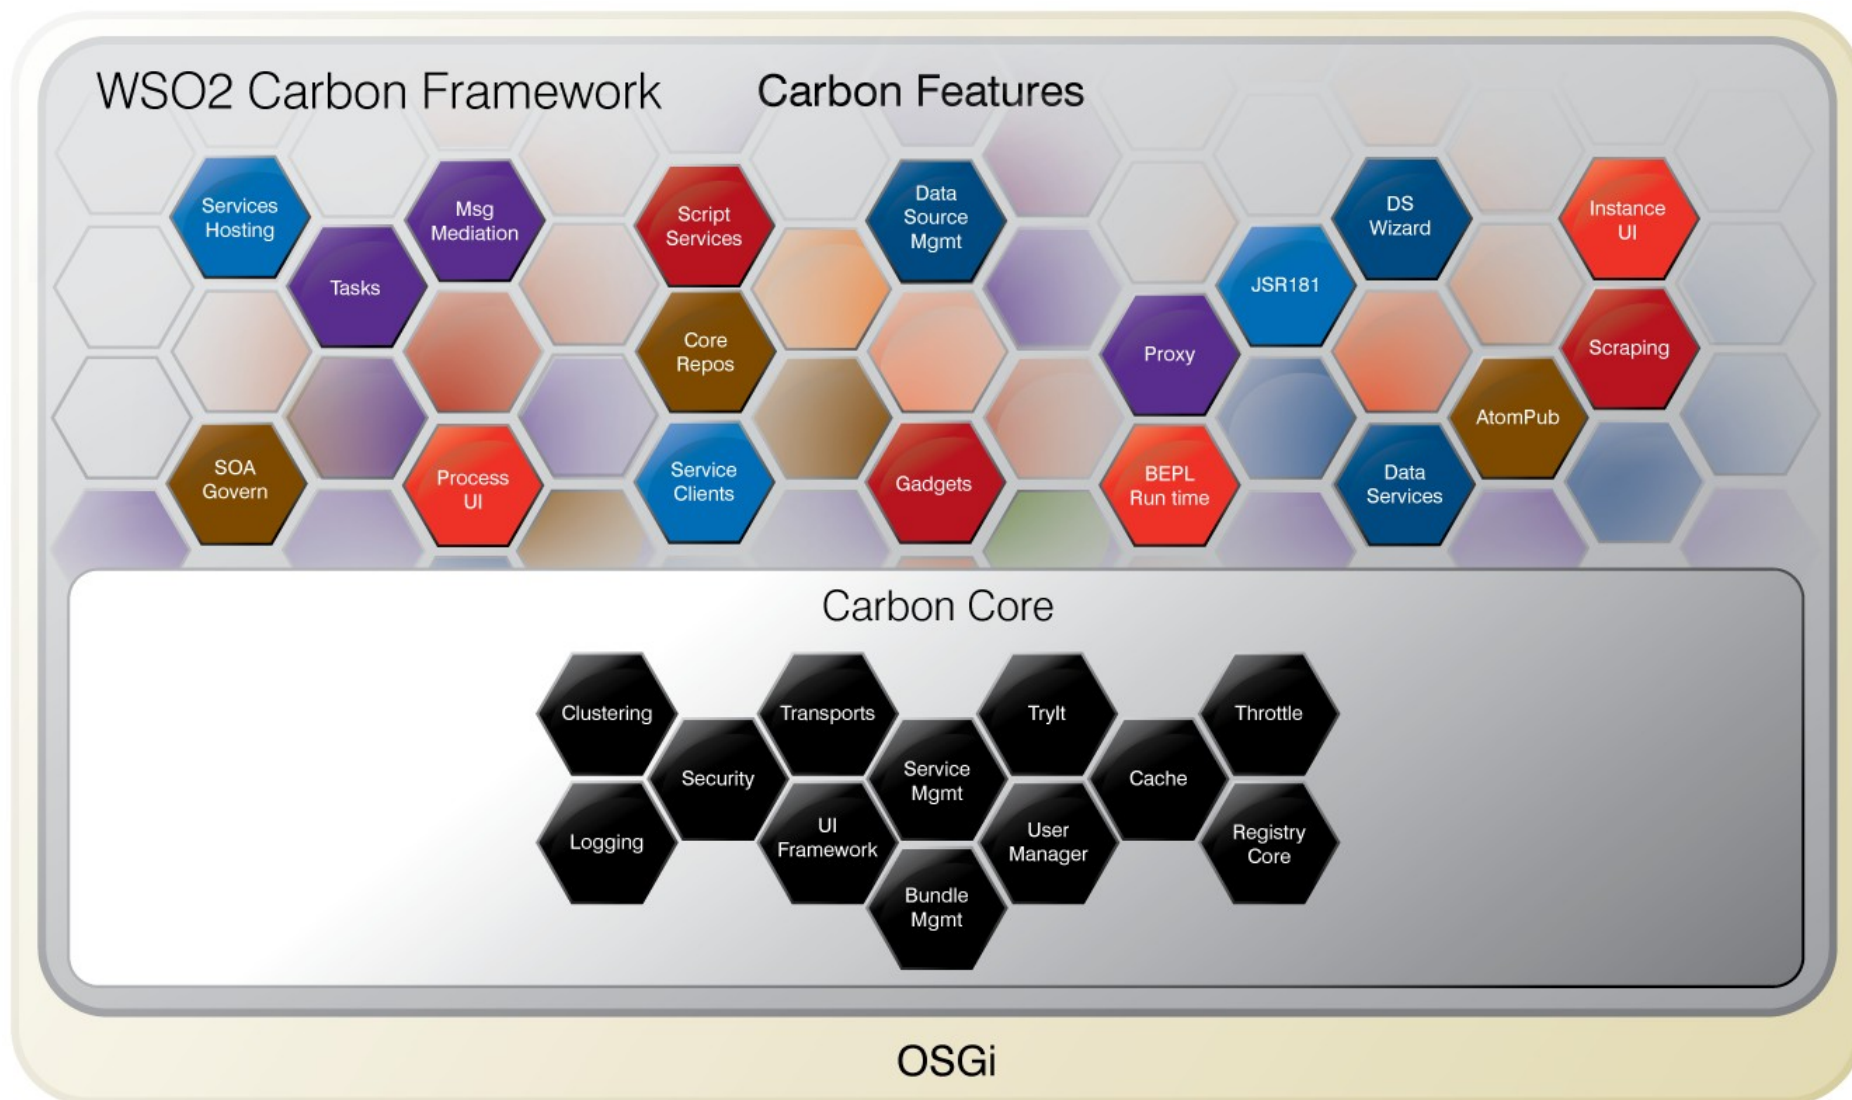 WSO2 Carbon Framework
Carbon Features
Services
Hosting
Tasks
Msg
Mediation
Script
Services
Data
Source
Mgmt
DS
Wizard
Instance
UI
JSR181
Core
Repos
Proxy
Scraping
AtomPub
SOA
Govern
Process
UI
Service
Clients
Gadgets
BEPL
Run time
Data
Services
Carbon Core
Clustering
Transports
TryIt
Throttle
Security
Service
Mgmt
Cache
Logging
UI
Framework
User
Manager
Registry
Core
Bundle
Mgmt
OSGi